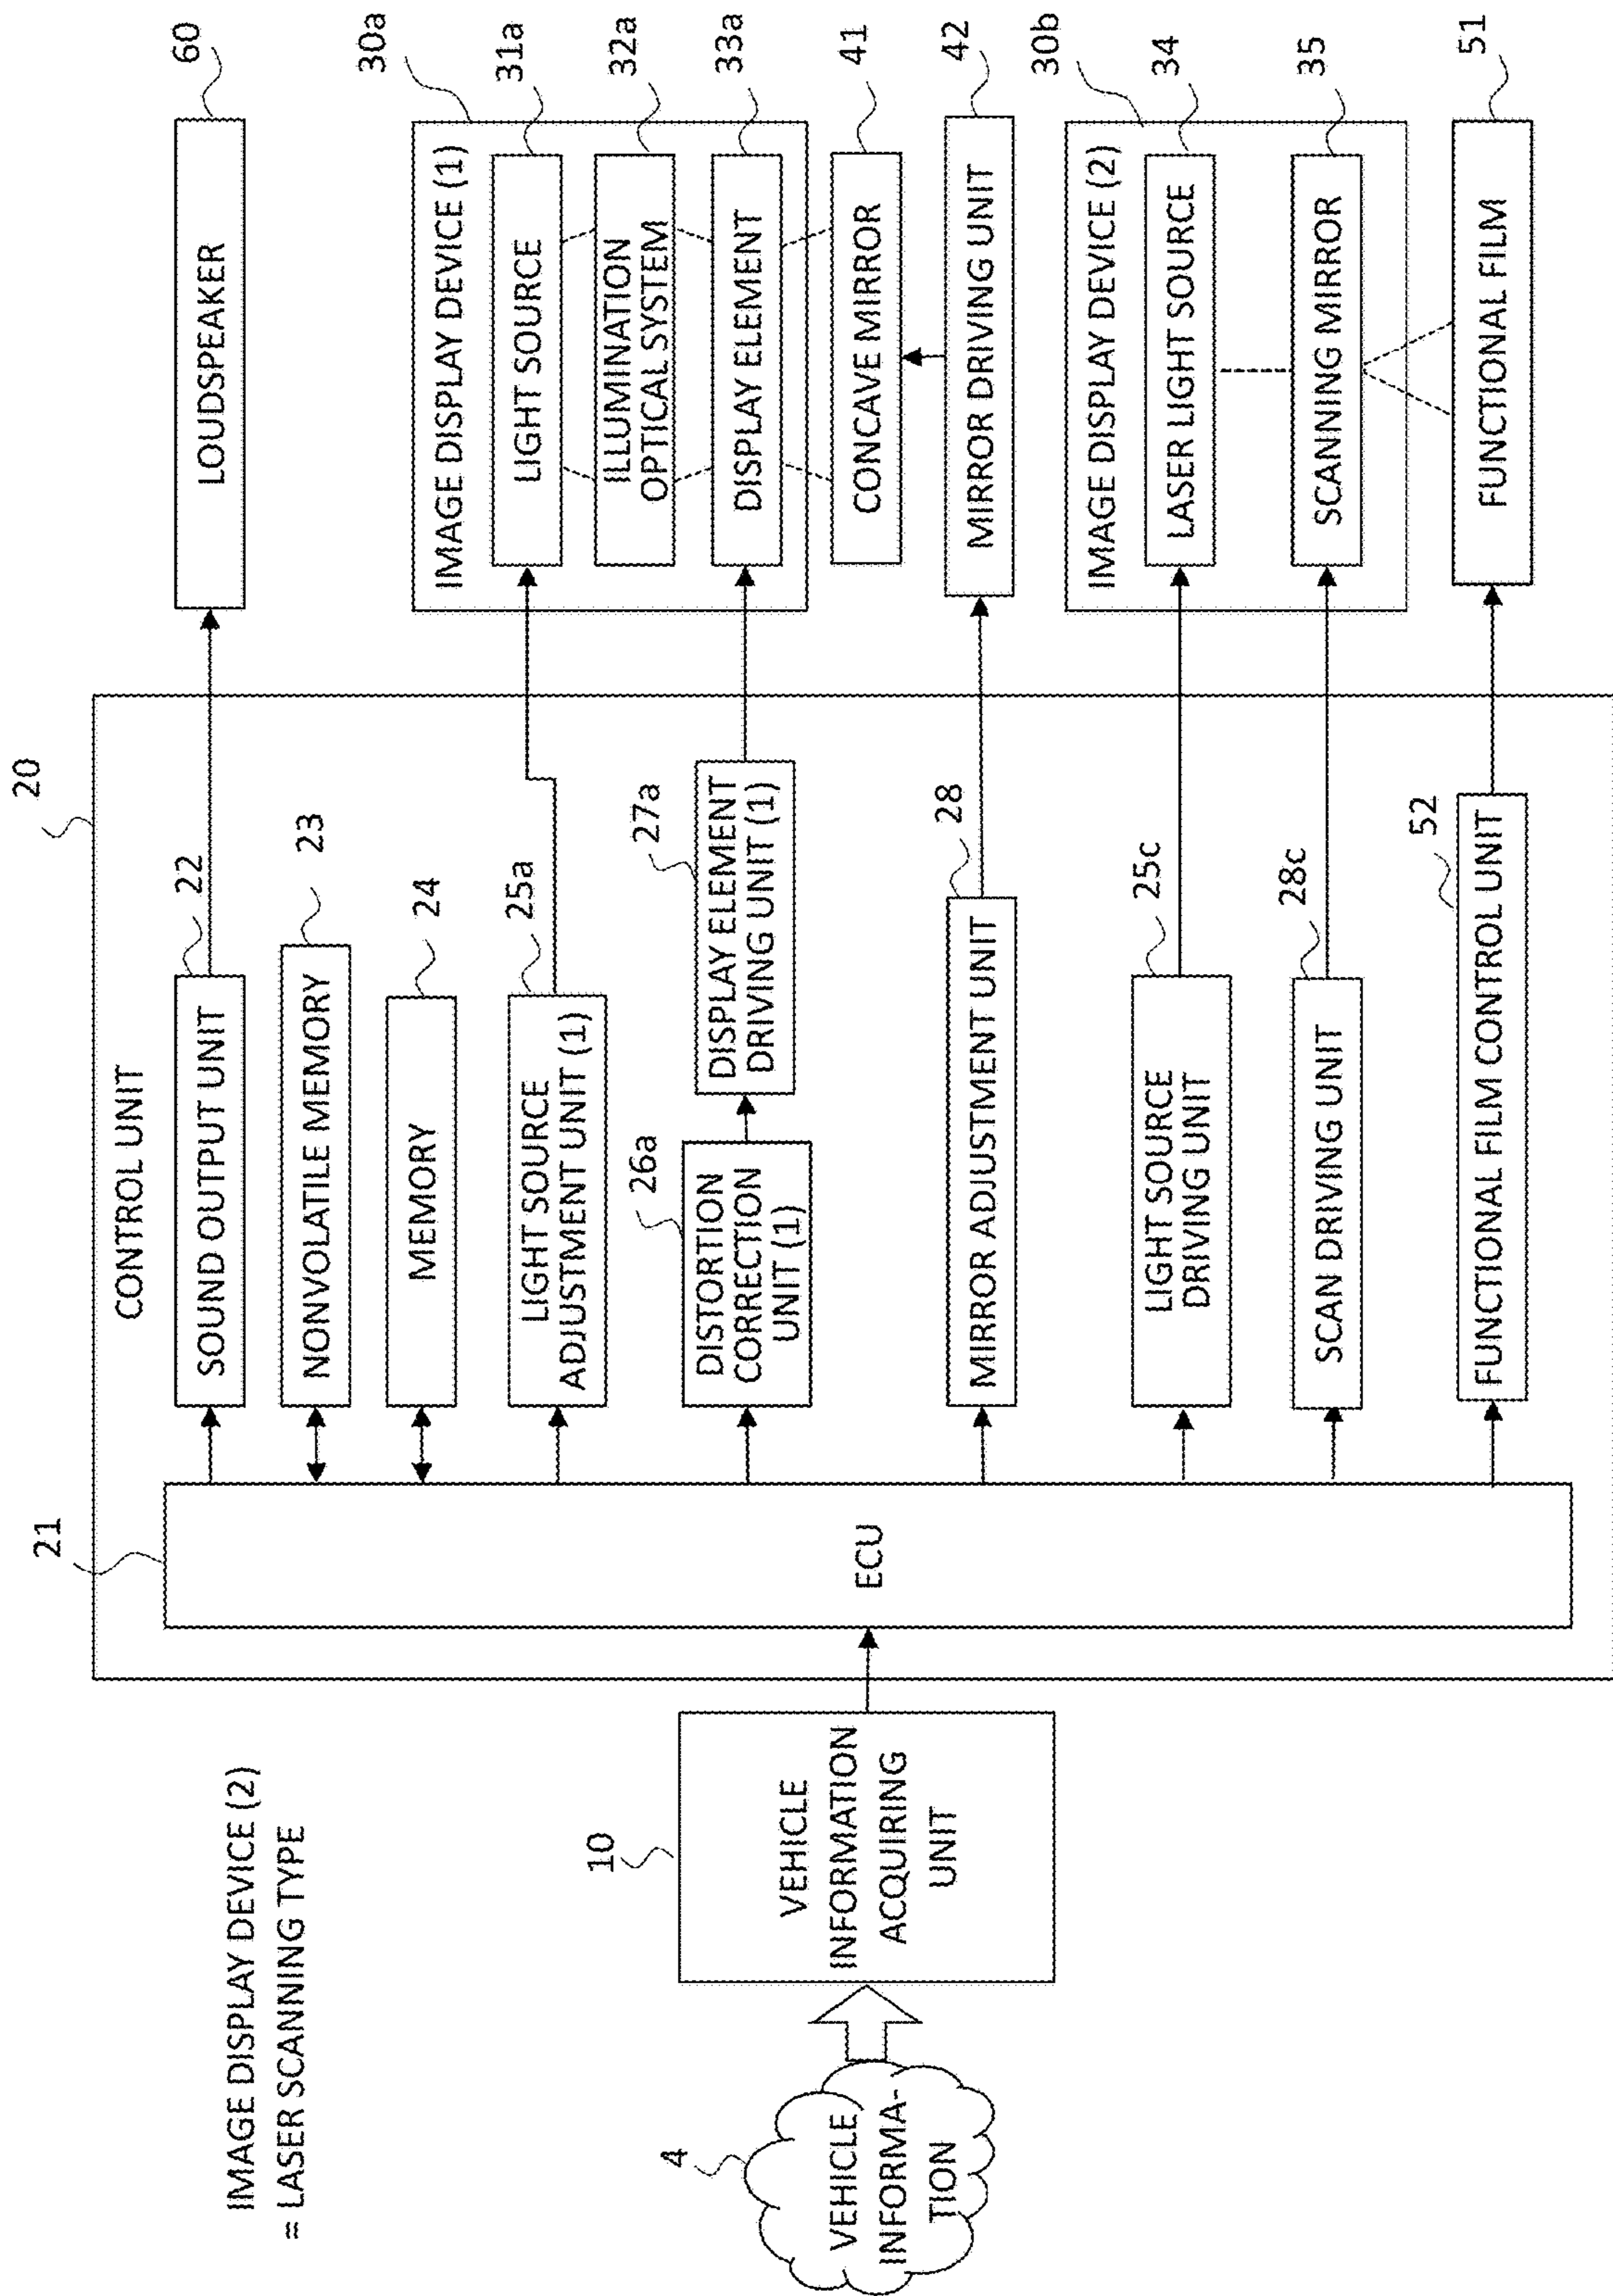 IMAGE DISPLAY DEVICE (2)
= LASER SCANNING TYPE
4
VEHICLE
INFORMA-
TION
10
VEHICLE
INFORMATION
ACQUIRING
UNIT
20
CONTROL UNIT
21
ECU
SOUND OUTPUT UNIT
22
NONVOLATILE MEMORY
23
MEMORY
24
LIGHT SOURCE
ADJUSTMENT UNIT (1)
25a
DISTORTION
CORRECTION
UNIT (1)
26a
DISPLAY ELEMENT
DRIVING UNIT (1)
27a
MIRROR ADJUSTMENT UNIT
28
LIGHT SOURCE
DRIVING UNIT
25c
SCAN DRIVING UNIT
28c
FUNCTIONAL FILM CONTROL UNIT
52
LOUDSPEAKER
60
IMAGE DISPLAY DEVICE (1)
30a
LIGHT SOURCE
31a
ILLUMINATION
OPTICAL SYSTEM
32a
DISPLAY ELEMENT
33a
CONCAVE MIRROR
41
MIRROR DRIVING UNIT
42
IMAGE DISPLAY DEVICE (2)
30b
LASER LIGHT SOURCE
34
SCANNING MIRROR
35
FUNCTIONAL FILM
51